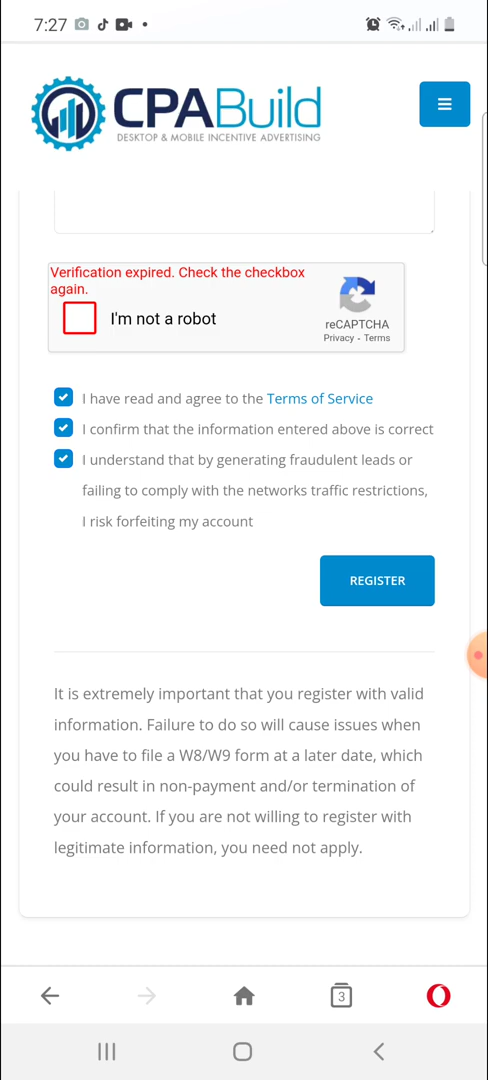 7:27
CPABuild
DESKTOP & MOBILE INCENTIVE ADVERTISING
Verification expired. Check the checkbox
again.
I'm not a robot
reCAPTCHA
Privacy - Terms
I have read and agree to the Terms of Service
I confirm that the information entered above is correct
I understand that by generating fraudulent leads or
failing to comply with the networks traffic restrictions,
I risk forfeiting my account
REGISTER
It is extremely important that you register with valid
information. Failure to do so will cause issues when
you have to file a W8/W9 form at a later date, which
could result in non-payment and/or termination of
your account. If you are not willing to register with
legitimate information, you need not apply.
3